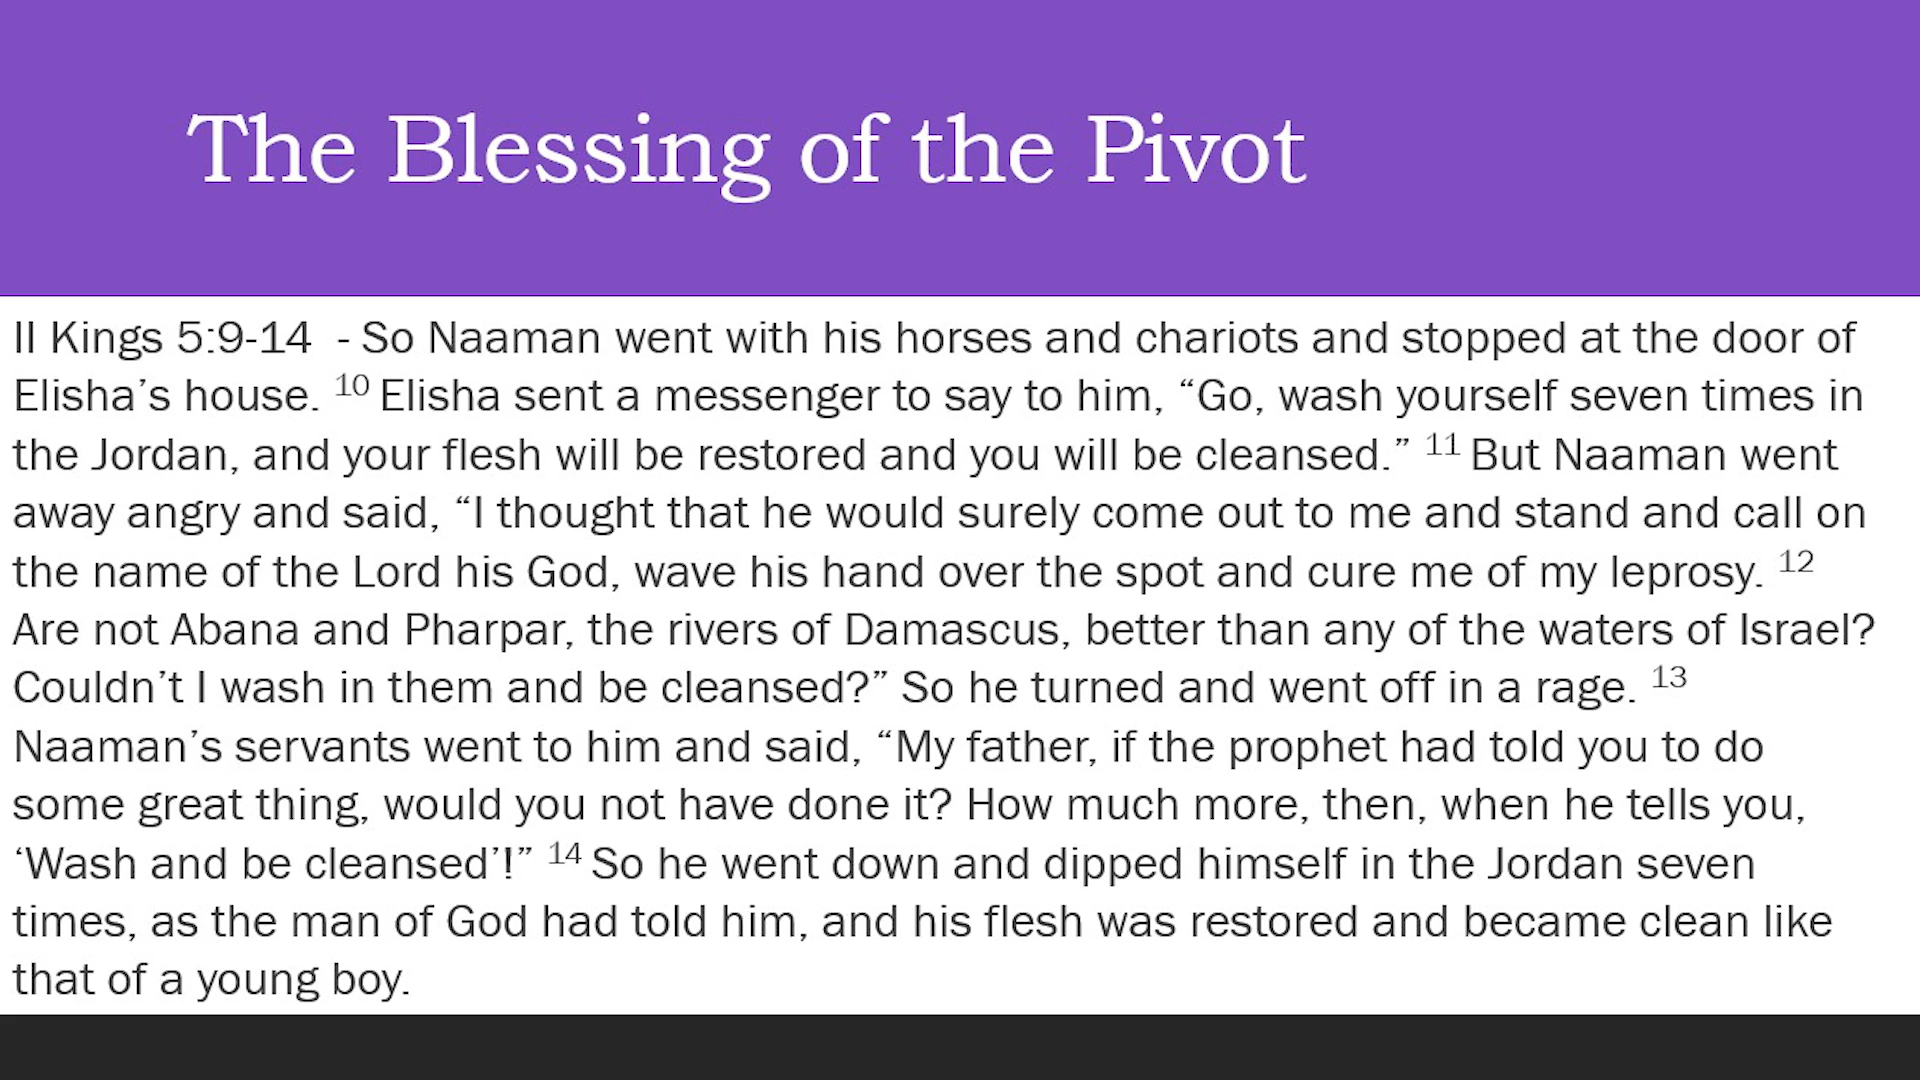 The Blessing of the Pivot
II Kings 5:9-14  - So Naaman went with his horses and chariots and stopped at the door of
Elisha’s house. 10 Elisha sent a messenger to say to him, “Go, wash yourself seven times in
the Jordan, and your flesh will be restored and you will be cleansed.” 11 But Naaman went
away angry and said, “I thought that he would surely come out to me and stand and call on
the name of the Lord his God, wave his hand over the spot and cure me of my leprosy. 12
Are not Abana and Pharpar, the rivers of Damascus, better than any of the waters of Israel?
Couldn’t I wash in them and be cleansed?” So he turned and went off in a rage. 13
Naaman’s servants went to him and said, “My father, if the prophet had told you to do
some great thing, would you not have done it? How much more, then, when he tells you,
‘Wash and be cleansed’!” 14 So he went down and dipped himself in the Jordan seven
times, as the man of God had told him, and his flesh was restored and became clean like
that of a young boy.